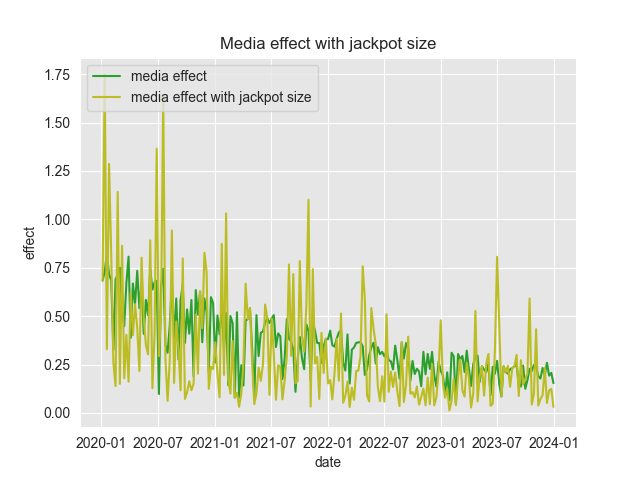 Media effect with jackpot size
media effect
media effect with jackpot size
1.75
1.50
1.25
1.00
0.75
0.50
0.25
0.00
effect
2020-01 2020-07 2021-01 2021-07 2022-01 2022-07 2023-01 2023-07 2024-01
date